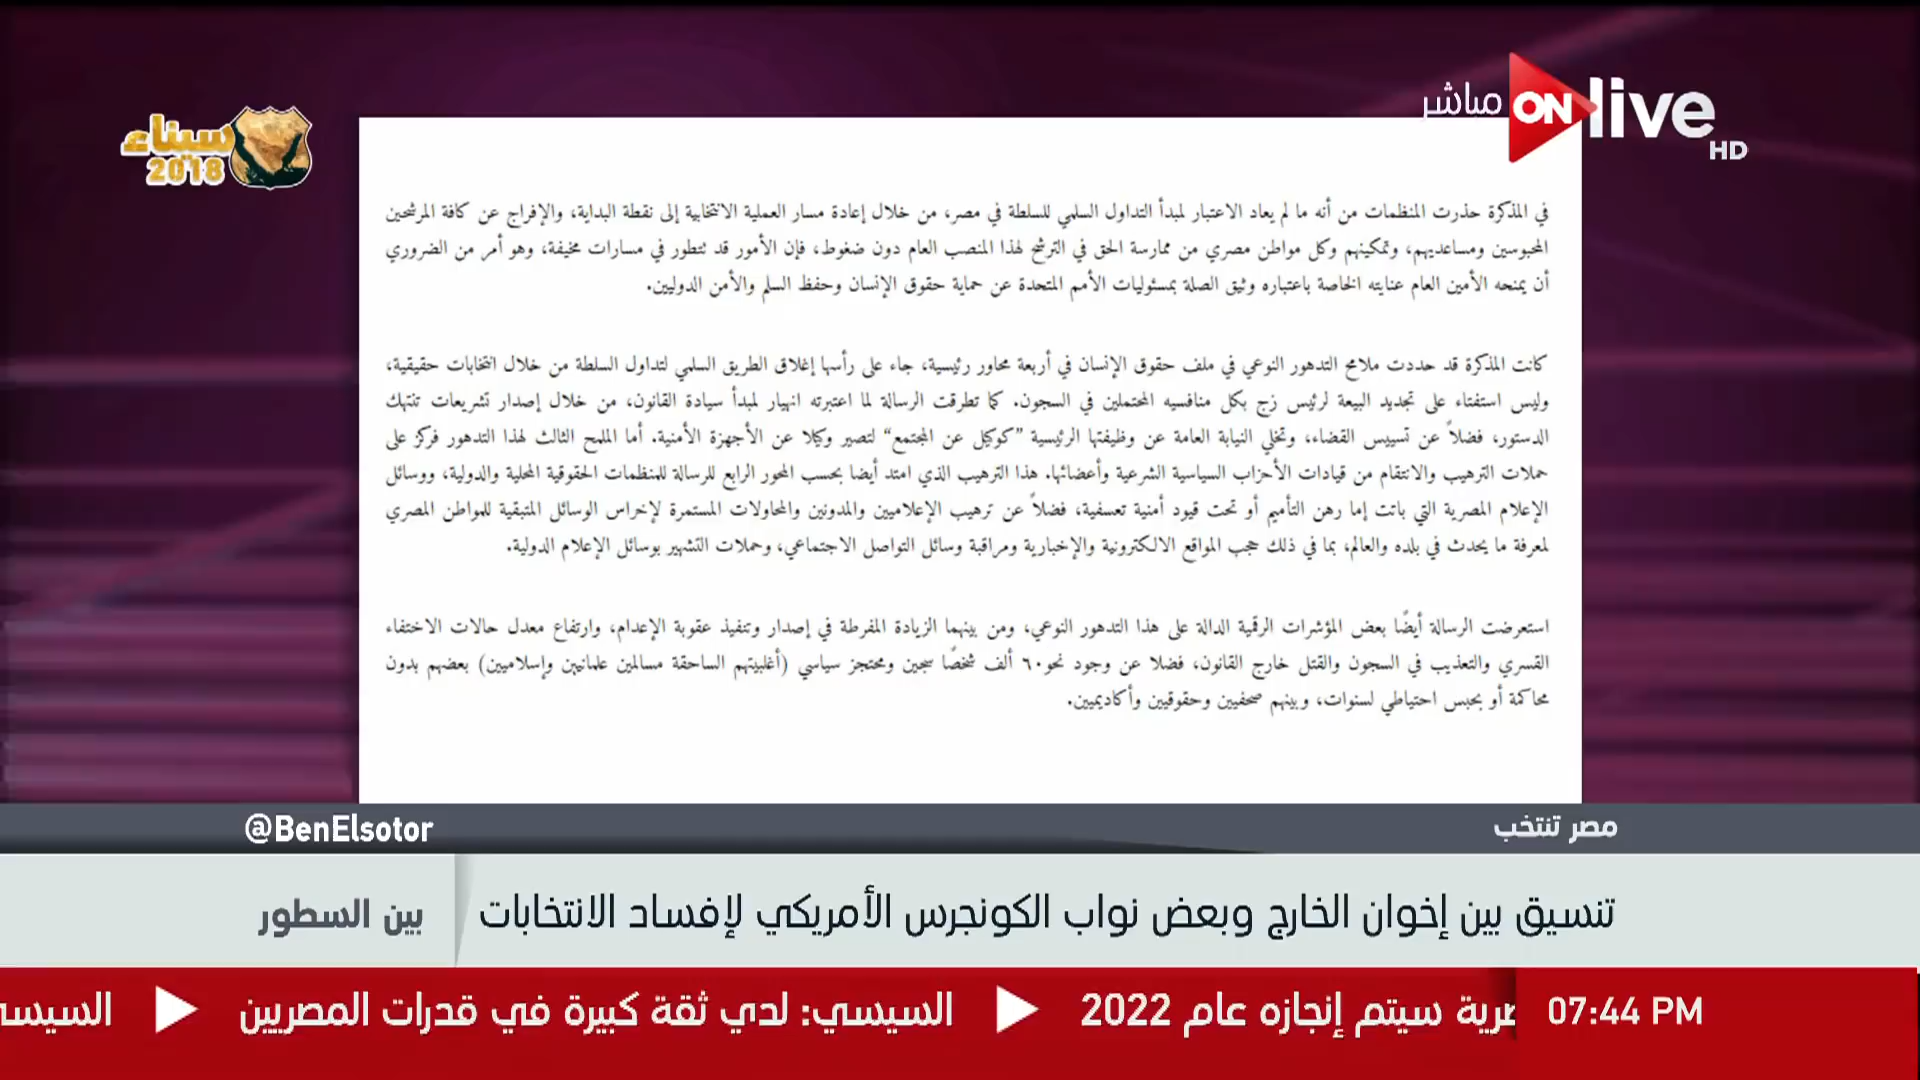 مباشر ON live HD
سيناء
2018
في المذكرة حذرت المنظمات من أنه ما لم يعاد الاعتبار لمبدأ التداول السلمي للسلطة في مصر، من خلال إعادة مسار العملية الانتخابية إلى نقطة البداية، والإفراج عن كافة المرشحين
المحبوسين ومساعديهم، وتمكينهم وكل مواطن مصري من ممارسة الحق في الترشح لهذا المنصب العام دون ضغوط، فإن الأمور قد تتطور في مسارات مخيفة، وهو أمر من الضروري
أن يمنحه الأمين العام عنايته الخاصة باعتباره وثيق الصلة بمسئوليات الأمم المتحدة عن حماية حقوق الإنسان وحفظ السلم والأمن الدوليين.
كانت المذكرة قد حددت ملامح التدهور النوعي في ملف حقوق الإنسان في أربعة محاور رئيسية، جاء على رأسها إغلاق الطريق السلمي لتداول السلطة من خلال انتخابات حقيقية،
وليس استفتاء على تجديد البيعة لرئيس زج بكل منافسيه المحتملين في السجون. كما تطرقت الرسالة لما اعتبرته انهيار لمبدأ سيادة القانون، من خلال إصدار تشريعات تنتهك
الدستور، فضلاً عن تسييس القضاء، وتخلي النيابة العامة عن وظيفتها الرئيسية "كوكيل عن المجتمع" لتصير وكيلا عن الأجهزة الأمنية. أما الملمح الثالث لهذا التدهور فركز على
حملات الترهيب والانتقام من قيادات الأحزاب السياسية الشرعية وأعضائها. هذا الترهيب الذي امتد أيضا بحسب المحور الرابع للرسالة للمنظمات الحقوقية المحلية والدولية، ووسائل
الإعلام المصرية التي باتت إما رهن التأميم أو تحت قيود أمنية تعسفية، فضلاً عن ترهيب الإعلاميين والمدونين والمحاولات المستمرة لإخراس الوسائل المتبقية للمواطن المصري
لمعرفة ما يحدث في بلده والعالم، بما في ذلك حجب المواقع الالكترونية والإخبارية ومراقبة وسائل التواصل الاجتماعي، وحملات التشهير بوسائل الإعلام الدولية.
استعرضت الرسالة أيضًا بعض المؤشرات الرقمية الدالة على هذا التدهور النوعي، ومن بينهما الزيادة المفرطة في إصدار وتنفيذ عقوبة الإعدام، وارتفاع معدل حالات الاختفاء
القسري والتعذيب في السجون والقتل خارج القانون، فضلا عن وجود نحو٦٠ ألف شخصًا سجين ومحتجز سياسي (أغلبيتهم الساحقة مسالمين علمانيين وإسلاميين) بعضهم بدون
محاكمة أو بحبس احتياطي لسنوات، وبينهم صحفيين وحقوقيين وأكاديميين.
مصر تنتخب
@BenElsotor
تنسيق بين إخوان الخارج وبعض نواب الكونجرس الأمريكي لإفساد الانتخابات
بين السطور
سيتم إنجازه عام 2022 السيسي: لدي ثقة كبيرة في قدرات المصريين
07:44 PM